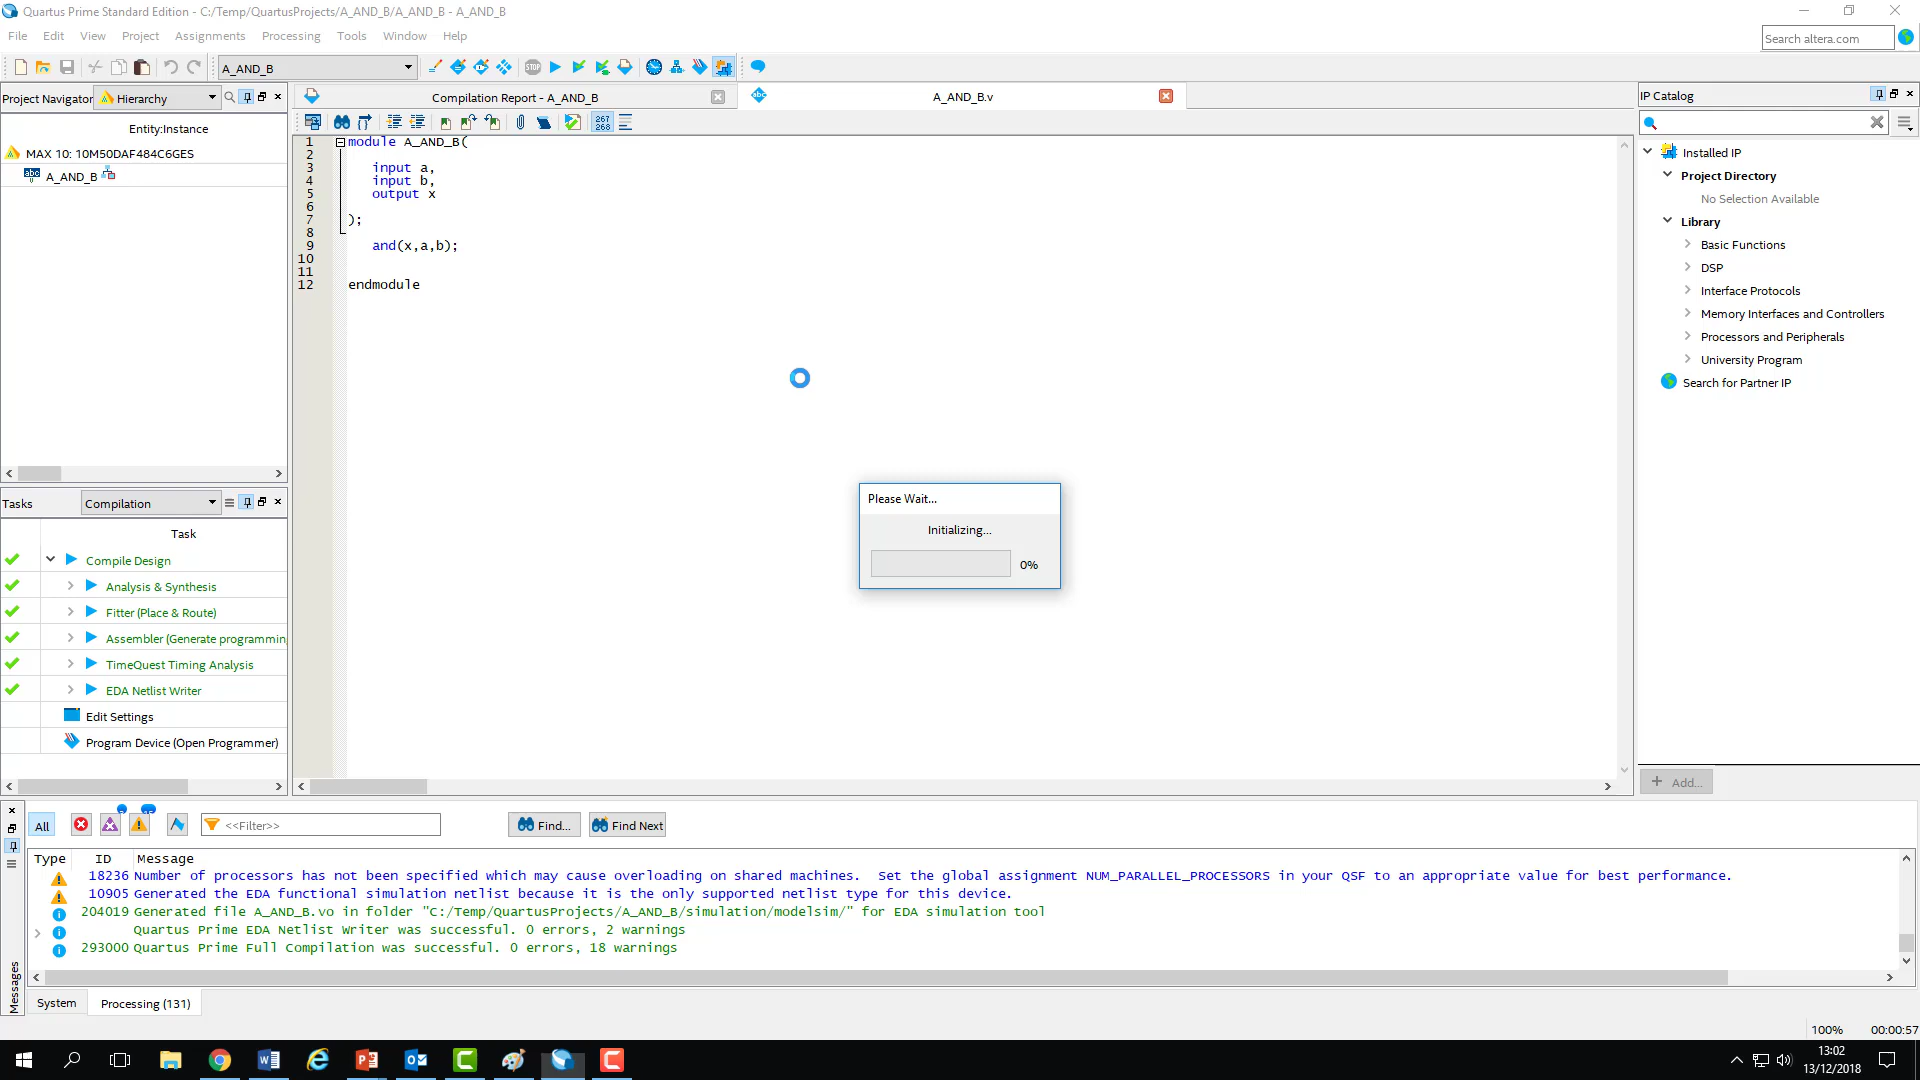 Quartus Prime Standard Edition - C:/Temp/QuartusProjects/A_AND_B/A_AND_B - A_AND_B
File Edit View Project Assignments Processing Tools Window Help
Search altera.com
A_AND_B
STOP
Project Navigator Hierarchy
Compilation Report - A_AND_B
A_AND_B.v
IP Catalog
267
268
Entity:Instance
MAX 10: 10M50DAF484C6GES
abc A_AND_B
1 module A_AND_B(
2
3 input a,
4 input b,
5 output x
6
7 );
8
9 and(x,a,b);
10
11
12 endmodule
Installed IP
Project Directory
No Selection Available
Library
Basic Functions
DSP
Interface Protocols
Memory Interfaces and Controllers
Processors and Peripherals
University Program
Search for Partner IP
Please Wait...
Initializing...
0%
Tasks Compilation
Task
Compile Design
Analysis & Synthesis
Fitter (Place & Route)
Assembler (Generate programmin
TimeQuest Timing Analysis
EDA Netlist Writer
Edit Settings
Program Device (Open Programmer)
+ Add...
All <<Filter>> Find... Find Next
Type ID Message
18236 Number of processors has not been specified which may cause overloading on shared machines. Set the global assignment NUM_PARALLEL_PROCESSORS in your QSF to an appropriate value for best performance.
10905 Generated the EDA functional simulation netlist because it is the only supported netlist type for this device.
204019 Generated file A_AND_B.vo in folder "C:/Temp/QuartusProjects/A_AND_B/simulation/modelsim/" for EDA simulation tool
Quartus Prime EDA Netlist Writer was successful. 0 errors, 2 warnings
293000 Quartus Prime Full Compilation was successful. 0 errors, 18 warnings
Messages
System Processing (131)
100% 00:00:57
13:02
13/12/2018